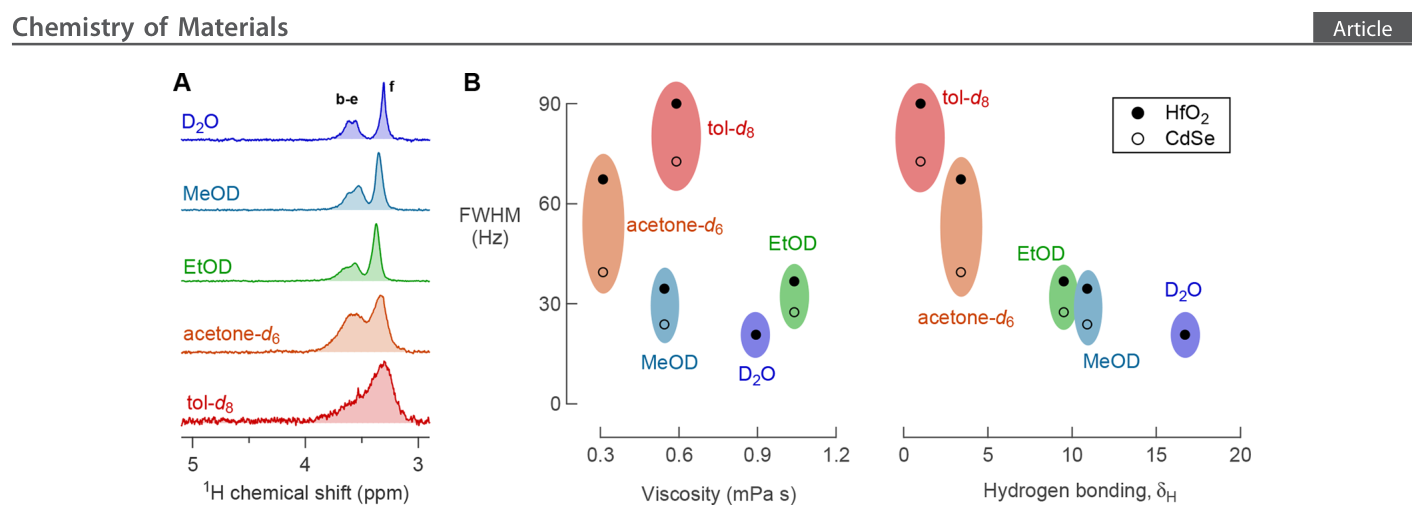 Chemistry of Materials
Article
A
b-e
f
D₂O
MeOD
EtOD
acetone-d₆
tol-d₈
5
4
3
¹H chemical shift (ppm)
B
FWHM
(Hz)
90
60
30
0
tol-d₈
acetone-d₆
EtOD
MeOD
D₂O
0.3
0.6
0.9
1.2
Viscosity (mPa s)
tol-d₈
EtOD
acetone-d₆
D₂O
MeOD
0
5
10
15
20
Hydrogen bonding, δH
HfO₂
CdSe